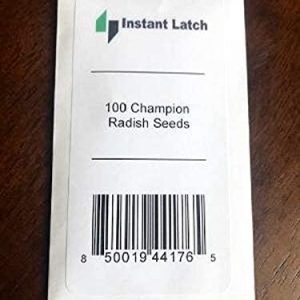 Instant Latch
100 Champion
Radish Seeds
8 50019 44176 5